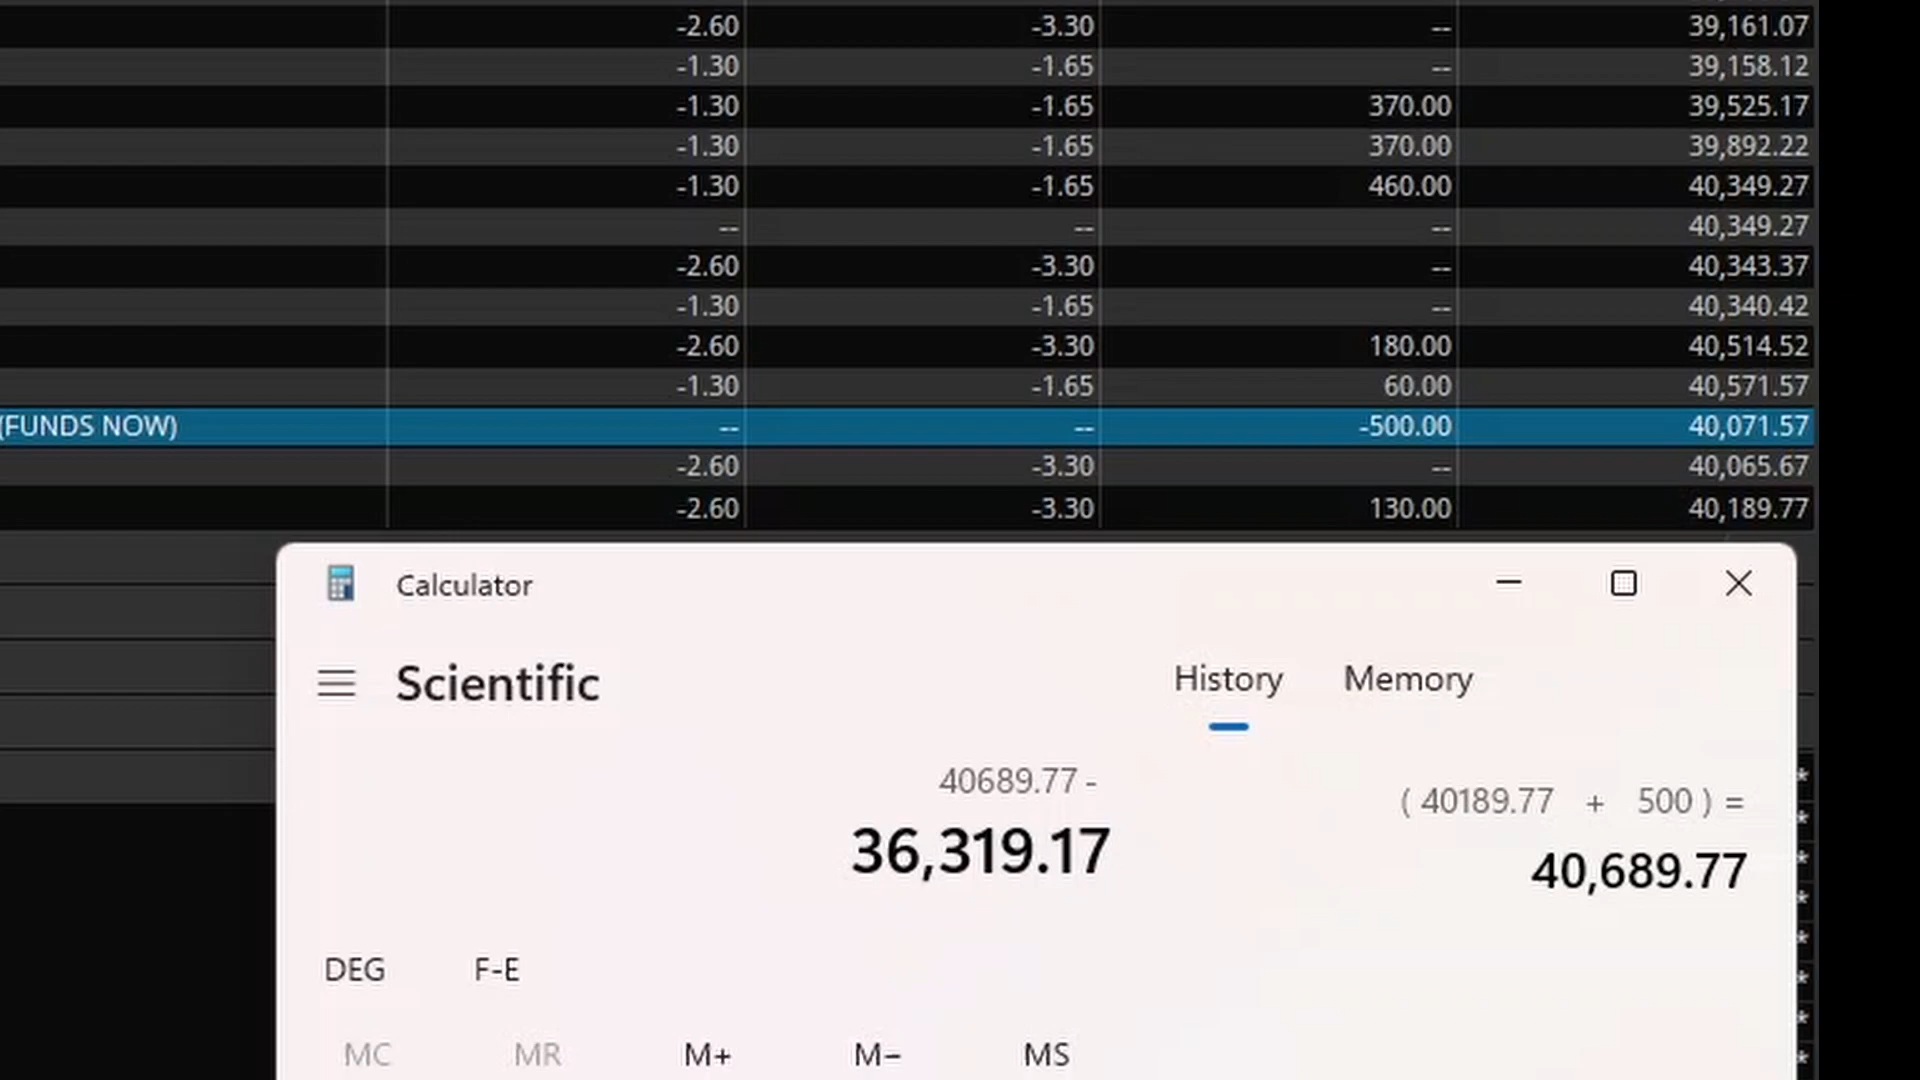 -2.60 -3.30 -- 39,161.07
-1.30 -1.65 -- 39,158.12
-1.30 -1.65 370.00 39,525.17
-1.30 -1.65 370.00 39,892.22
-1.30 -1.65 460.00 40,349.27
-- -- -- 40,349.27
-2.60 -3.30 -- 40,343.37
-1.30 -1.65 -- 40,340.42
-2.60 -3.30 180.00 40,514.52
-1.30 -1.65 60.00 40,571.57
(FUNDS NOW) -- -- -500.00 40,071.57
-2.60 -3.30 -- 40,065.67
-2.60 -3.30 130.00 40,189.77
Calculator
Scientific
History Memory
40689.77 -
36,319.17
( 40189.77 + 500 ) =
40,689.77
DEG F-E
MC MR M+ M− MS
*
*
*
*
*
*
*
*